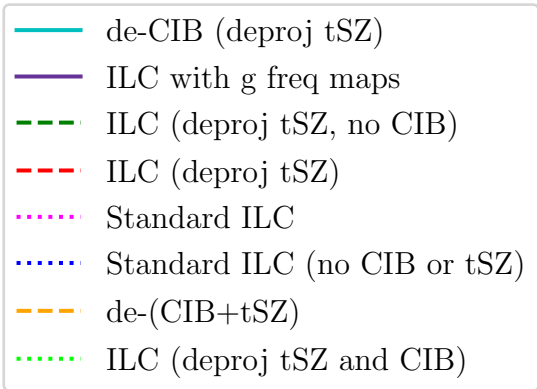 de-CIB (deproj tSZ)
ILC with g freq maps
ILC (deproj tSZ, no CIB)
ILC (deproj tSZ)
Standard ILC
Standard ILC (no CIB or tSZ)
de-(CIB+tSZ)
ILC (deproj tSZ and CIB)